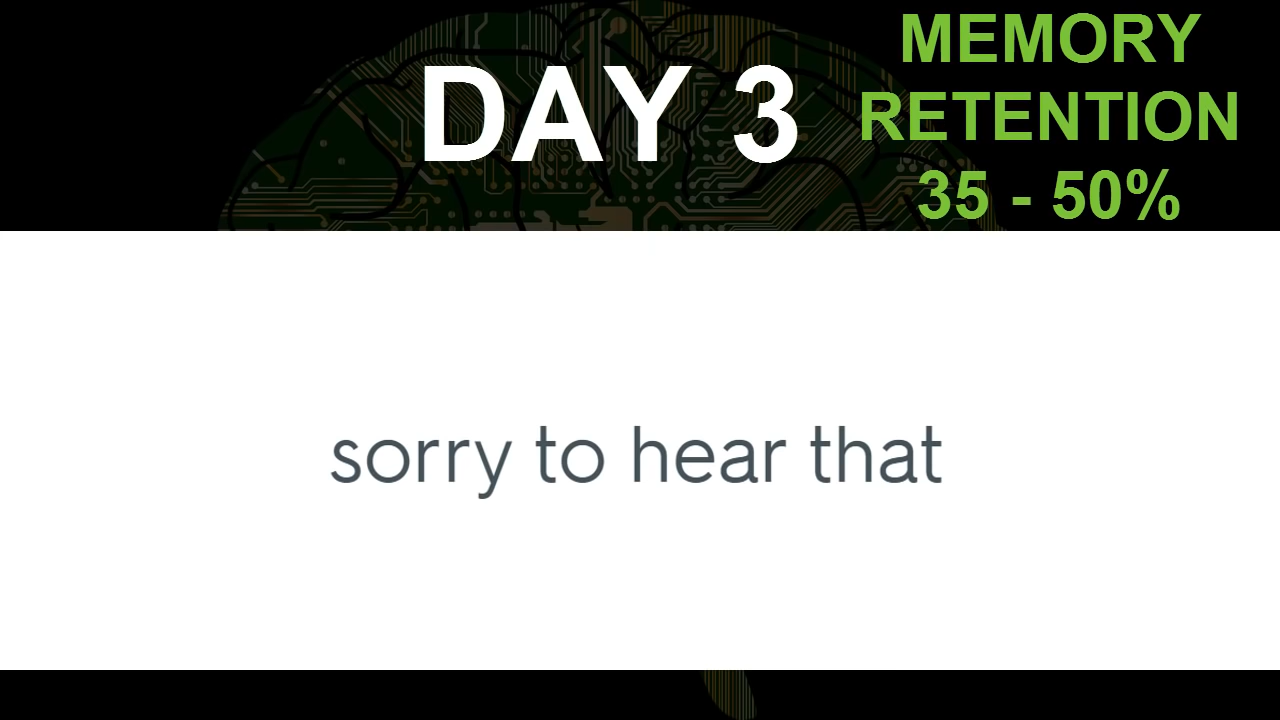 DAY 3
MEMORY
RETENTION
35 - 50%
sorry to hear that